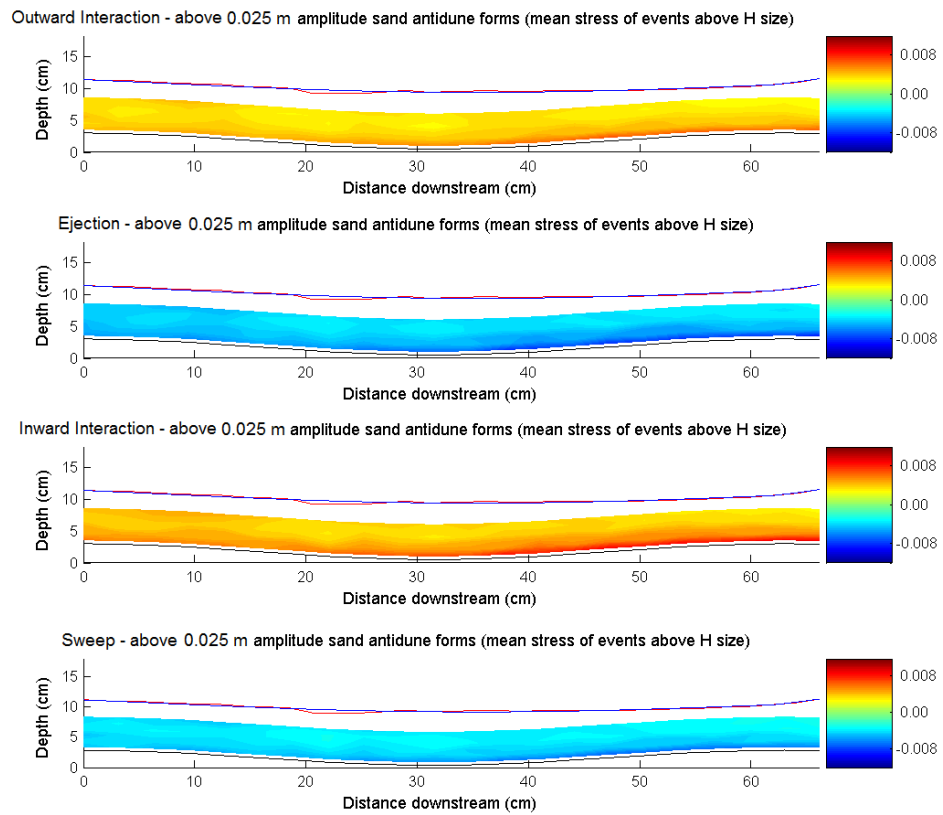 Outward Interaction - above 0.025 m amplitude sand antidune forms (mean stress of events above H size)
15
10
5
0
Depth (cm)
0 10 20 30 40 50 60
Distance downstream (cm)
0.008
0.00
-0.008
Ejection - above 0.025 m amplitude sand antidune forms (mean stress of events above H size)
15
10
5
0
Depth (cm)
0 10 20 30 40 50 60
Distance downstream (cm)
0.008
0.00
-0.008
Inward Interaction - above 0.025 m amplitude sand antidune forms (mean stress of events above H size)
15
10
5
0
Depth (cm)
0 10 20 30 40 50 60
Distance downstream (cm)
0.008
0.00
-0.008
Sweep - above 0.025 m amplitude sand antidune forms (mean stress of events above H size)
15
10
5
0
Depth (cm)
0 10 20 30 40 50 60
Distance downstream (cm)
0.008
0.00
-0.008